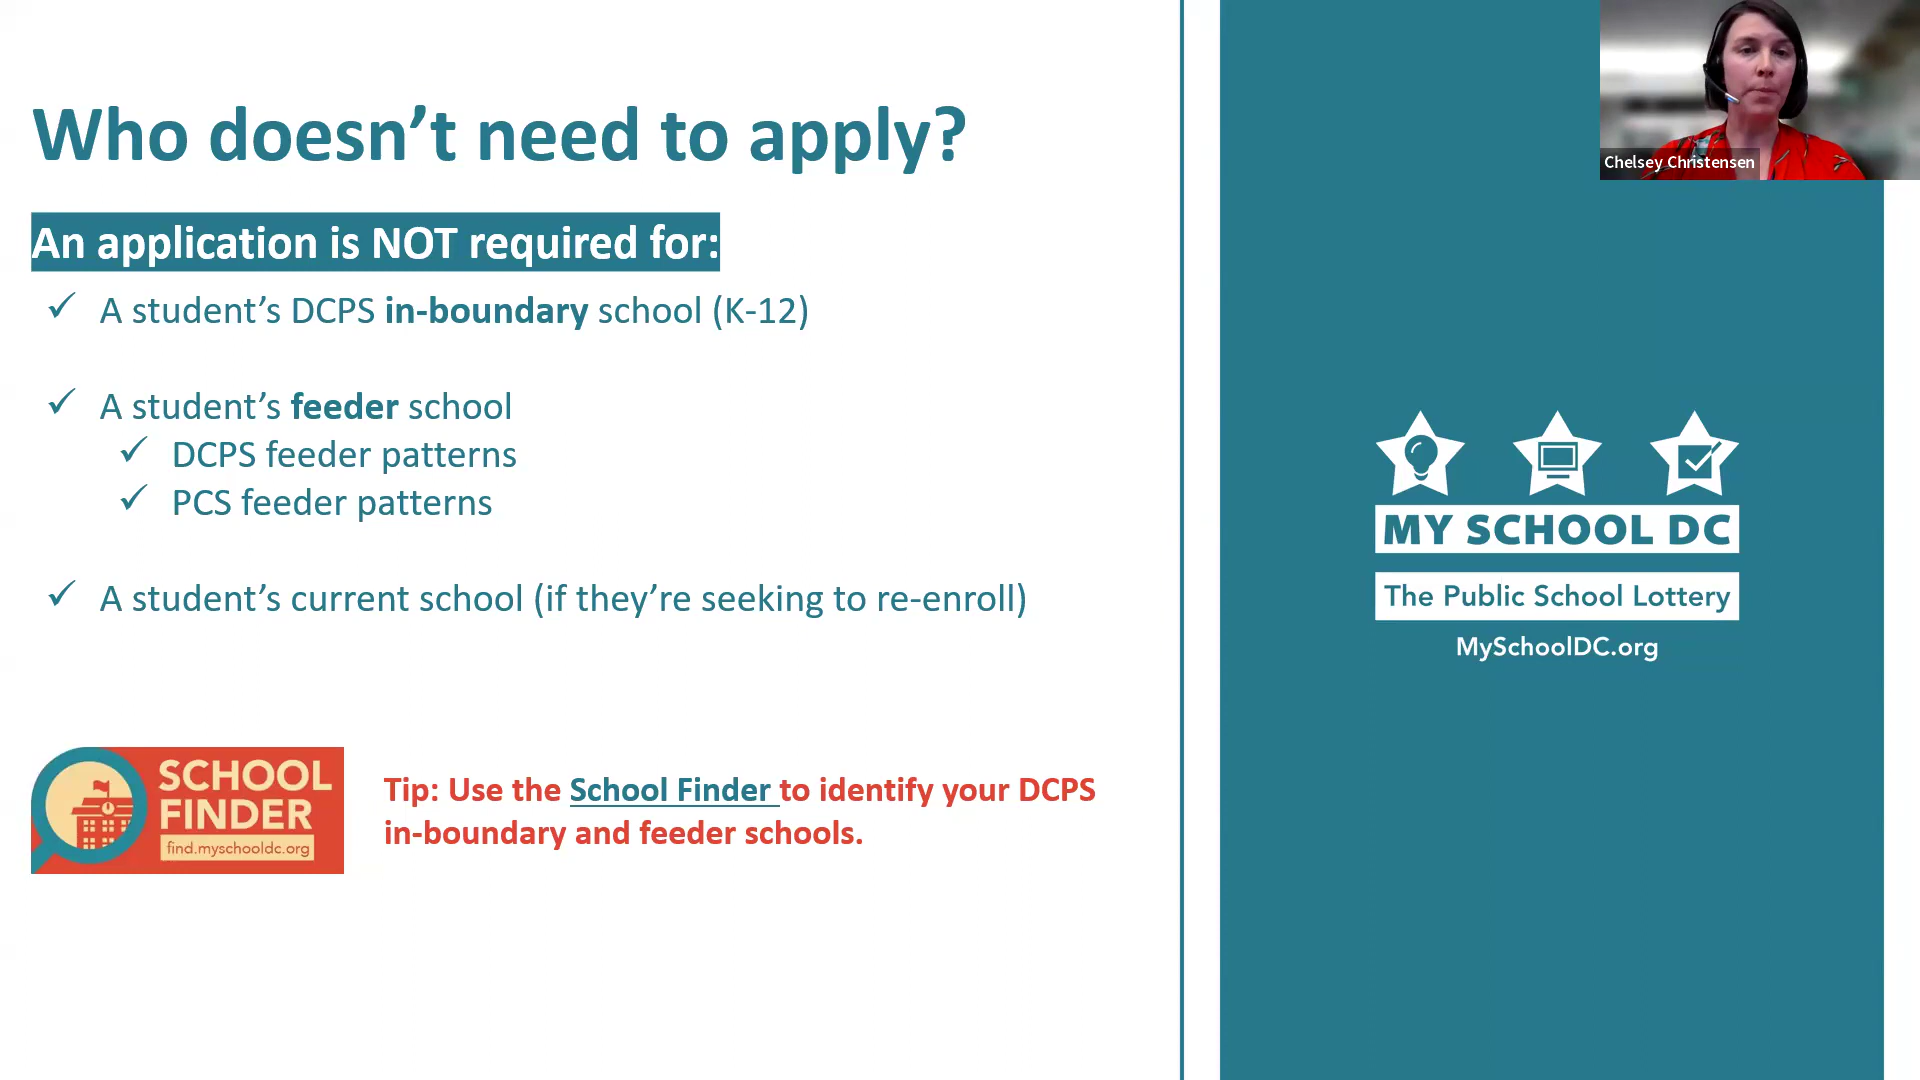 Who doesn’t need to apply?
An application is NOT required for:
✓ A student’s DCPS in-boundary school (K-12)
✓ A student’s feeder school
✓ DCPS feeder patterns
✓ PCS feeder patterns
✓ A student’s current school (if they’re seeking to re-enroll)
SCHOOL
FINDER
find.myschooldc.org
Tip: Use the School Finder to identify your DCPS
in-boundary and feeder schools.
Chelsey Christensen
MY SCHOOL DC
The Public School Lottery
MySchoolDC.org